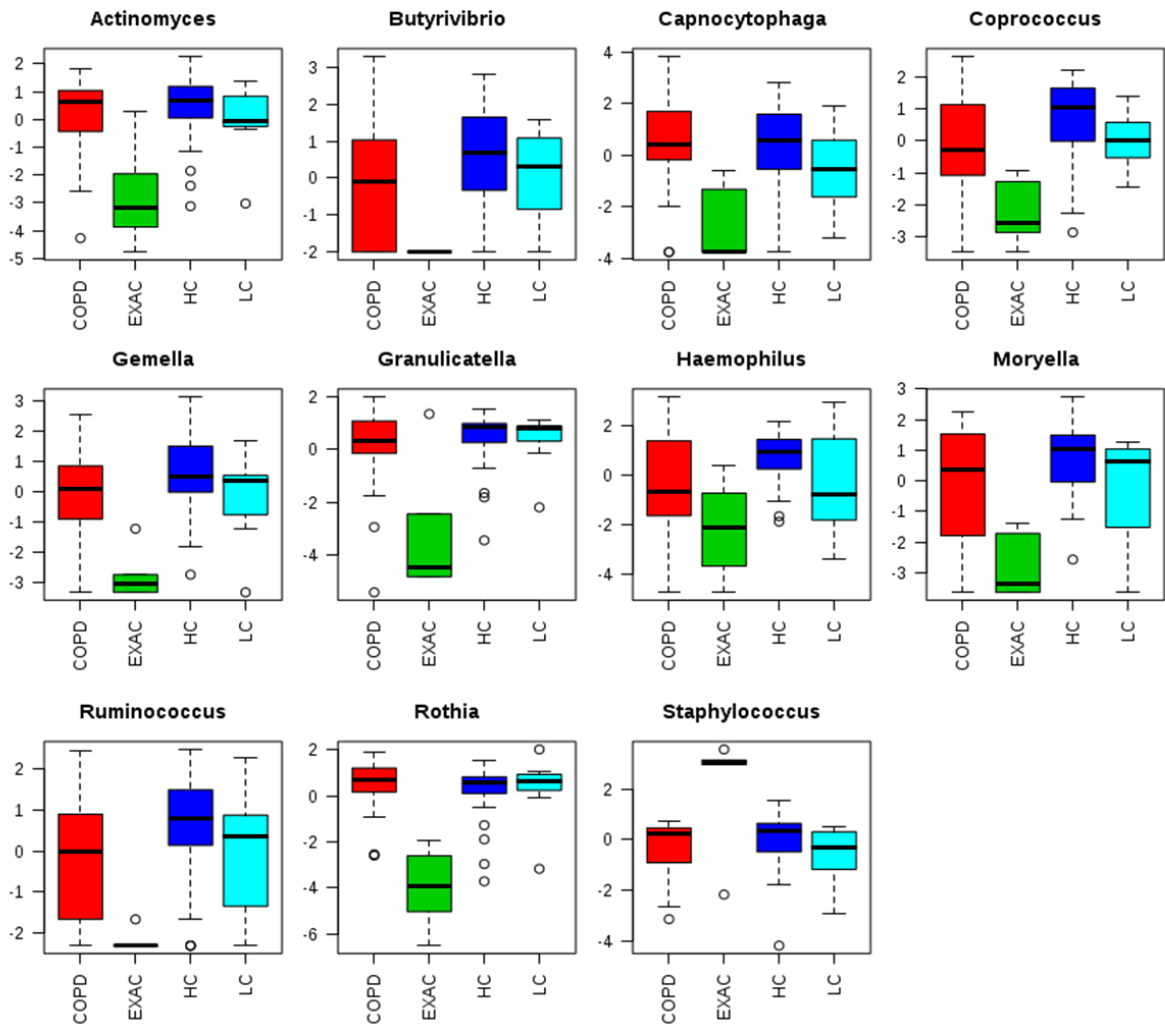 Actinomyces Butyrivibrio Capnocytophaga Coprococcus
2 1 0 -1 -2 -3 -4 -5
3 2 1 0 -1 -2
4 2 0 -2 -4
2 1 0 -1 -2 -3
COPD EXAC HC LC COPD EXAC HC LC COPD EXAC HC LC COPD EXAC HC LC
Gemella Granulicatella Haemophilus Moryella
3 2 1 0 -1 -2 -3
2 0 -2 -4
2 0 -2 -4
3 2 1 0 -1 -2 -3
COPD EXAC HC LC COPD EXAC HC LC COPD EXAC HC LC COPD EXAC HC LC
Ruminococcus Rothia Staphylococcus
2 1 0 -1 -2
2 0 -2 -4 -6
2 0 -2 -4
COPD EXAC HC LC COPD EXAC HC LC COPD EXAC HC LC